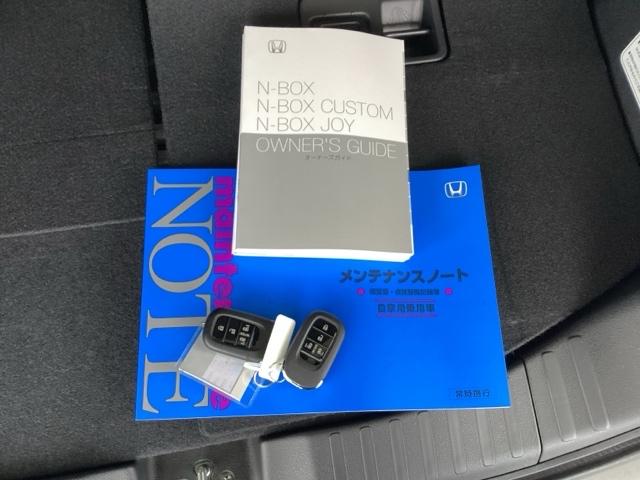 N-BOX
N-BOX CUSTOM
N-BOX JOY
OWNER'S GUIDE
オーナーズガイド
メンテナンスノート
自家用乗用車
NOTE